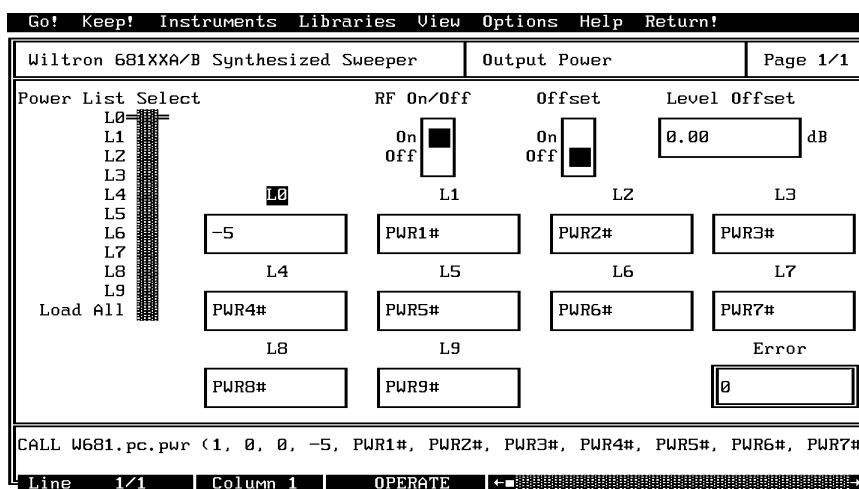 Go! Keep! Instruments Libraries View Options Help Return!
Wiltron 681XXA/B Synthesized Sweeper Output Power Page 1/1
Power List Select RF On/Off Offset Level Offset
L0
L1 On On 0.00 dB
L2 Off Off
L3
L4 L0 L1 L2 L3
L5
L6 -5 PWR1# PWR2# PWR3#
L7
L8 L4 L5 L6 L7
L9
Load All PWR4# PWR5# PWR6# PWR7#
L8 L9 Error
PWR8# PWR9# 0
CALL W681.pc.pwr (1, 0, 0, -5, PWR1#, PWR2#, PWR3#, PWR4#, PWR5#, PWR6#, PWR7#
Line 1/1 Column 1 OPERATE